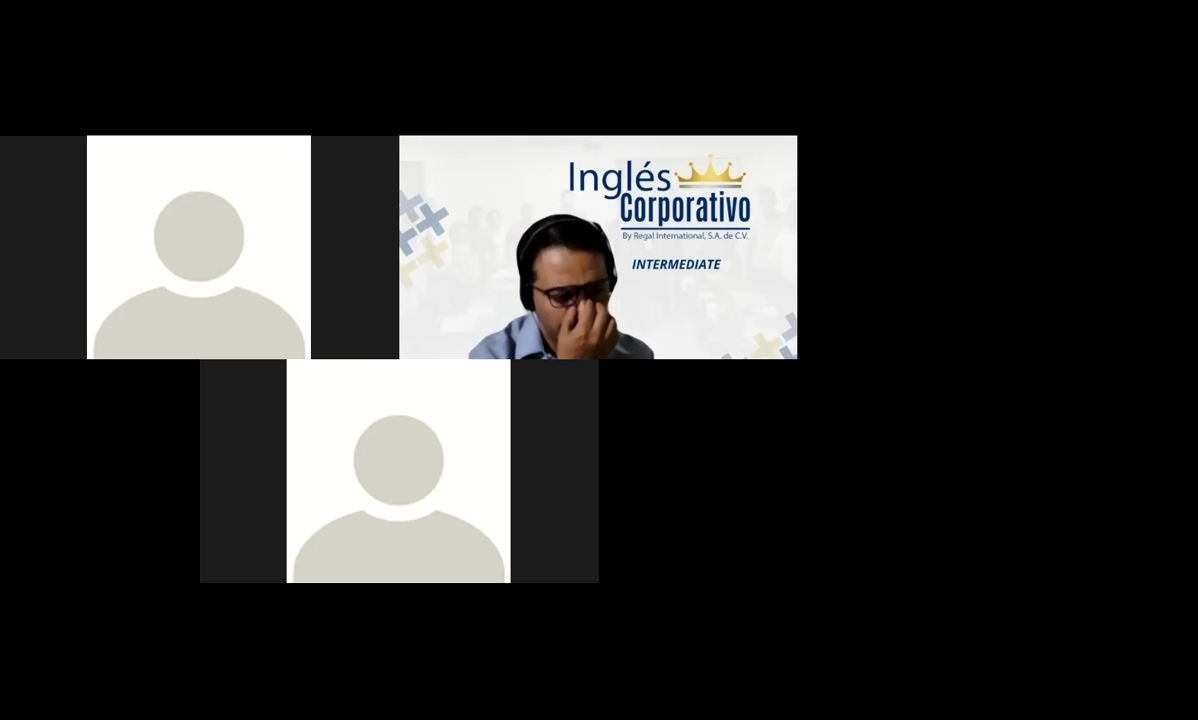 Inglés
Corporativo
By Regal International, S.A. de C.V.
INTERMEDIATE